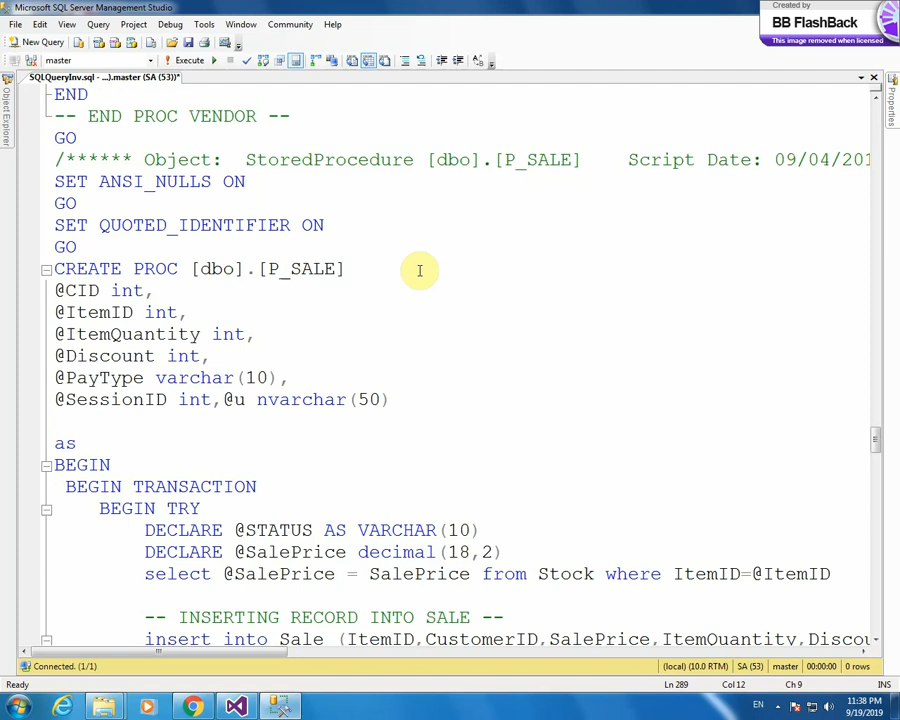 Microsoft SQL Server Management Studio
Created by
BB FlashBack
This image removed when licensed
File Edit View Query Project Debug Tools Window Community Help
New Query
master Execute
SQLQueryInv.sql - ...).master (SA (53))*
Object Explorer
Properties
END
-- END PROC VENDOR --
GO
/****** Object:  StoredProcedure [dbo].[P_SALE]    Script Date: 09/04/201
SET ANSI_NULLS ON
GO
SET QUOTED_IDENTIFIER ON
GO
CREATE PROC [dbo].[P_SALE]
@CID int,
@ItemID int,
@ItemQuantity int,
@Discount int,
@PayType varchar(10),
@SessionID int,@u nvarchar(50)
as
BEGIN
BEGIN TRANSACTION
BEGIN TRY
DECLARE @STATUS AS VARCHAR(10)
DECLARE @SalePrice decimal(18,2)
select @SalePrice = SalePrice from Stock where ItemID=@ItemID
-- INSERTING RECORD INTO SALE --
insert into Sale (ItemID,CustomerID,SalePrice,ItemQuantity,Discou
Connected. (1/1) (local) (10.0 RTM) SA (53) master 00:00:00 0 rows
Ready Ln 289 Col 12 Ch 9 INS
EN 11:38 PM
9/19/2019